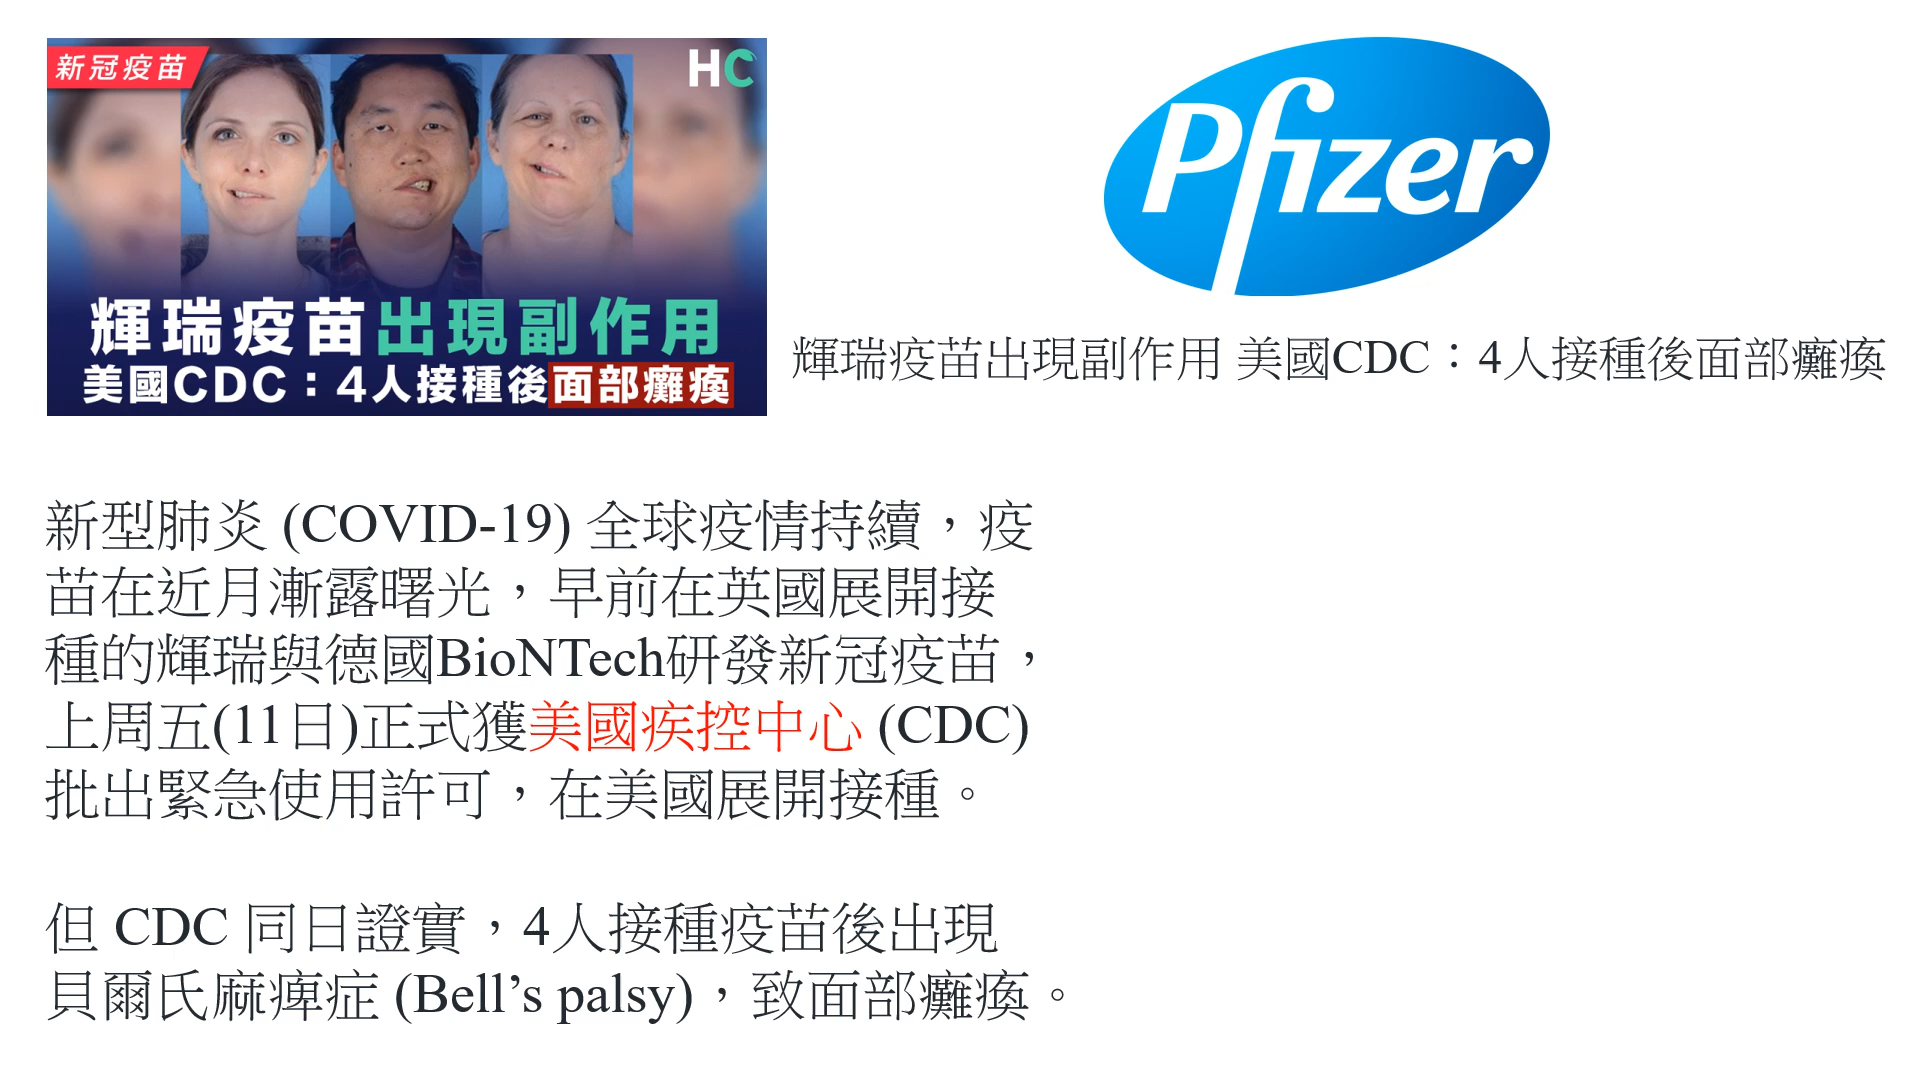 新冠疫苗
HC
輝瑞疫苗出現副作用
美國CDC：4人接種後面部癱瘓
Pfizer
輝瑞疫苗出現副作用 美國CDC：4人接種後面部癱瘓
新型肺炎 (COVID-19) 全球疫情持續，疫
苗在近月漸露曙光，早前在英國展開接
種的輝瑞與德國BioNTech研發新冠疫苗，
上周五(11日)正式獲美國疾控中心 (CDC)
批出緊急使用許可，在美國展開接種。
但 CDC 同日證實，4人接種疫苗後出現
貝爾氏麻痺症 (Bell’s palsy)，致面部癱瘓。